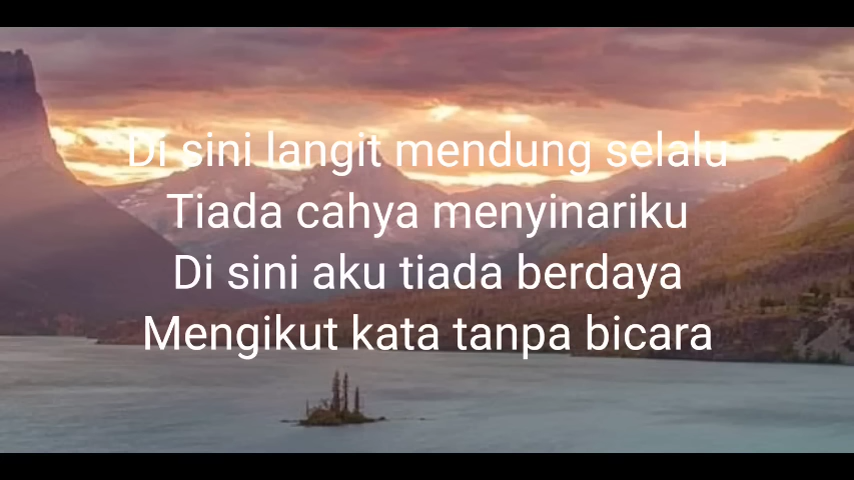 Di sini langit mendung selalu
Tiada cahya menyinariku
Di sini aku tiada berdaya
Mengikut kata tanpa bicara